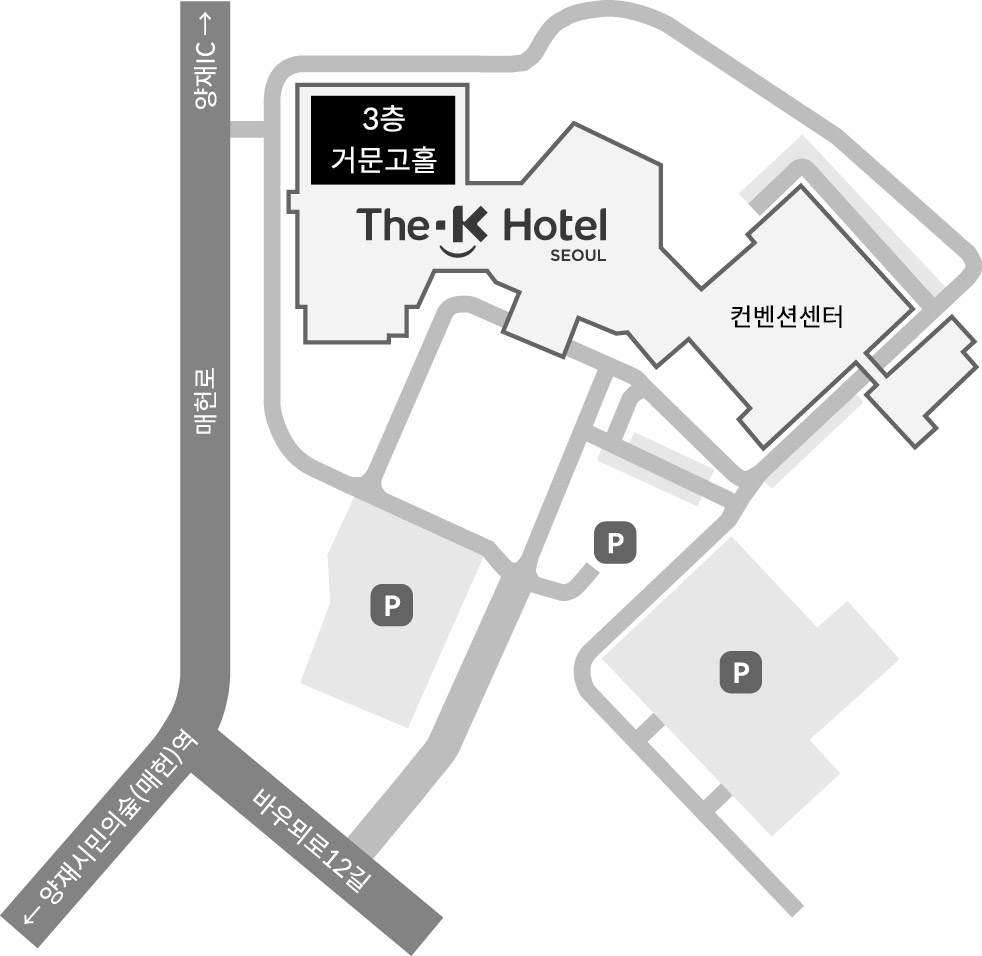 양재IC →
3층
거문고홀
The·K Hotel
SEOUL
컨벤션센터
매헌로
P
P
P
← 양재시민의숲(매헌)역
바우뫼로12길